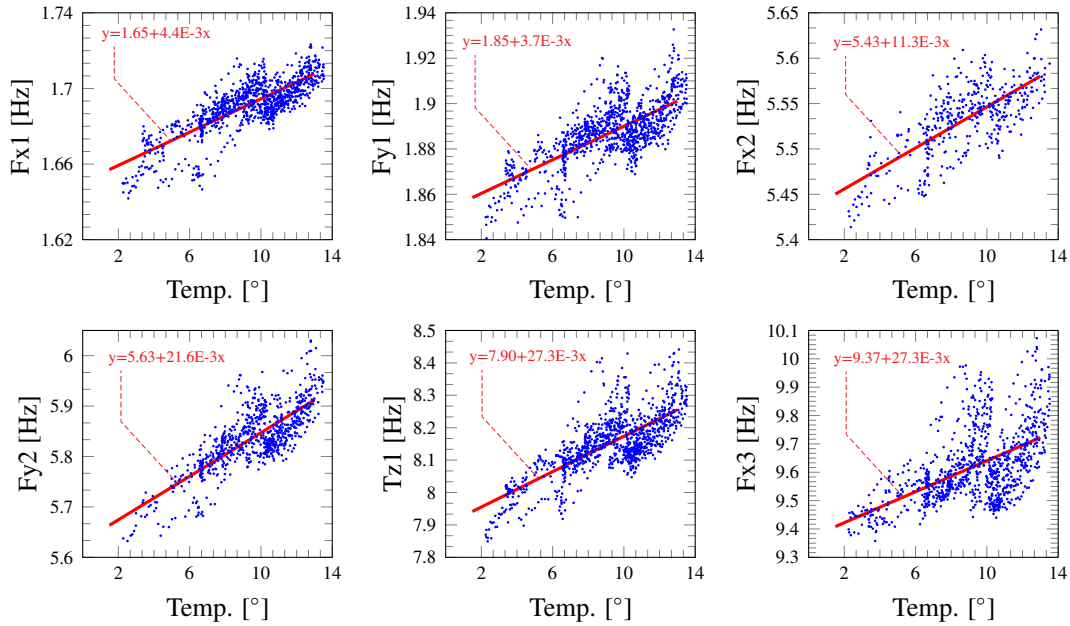 1.74
y=1.65+4.4E-3x
1.7
1.66
1.62
Fx1 [Hz]
2 6 10 14
Temp. [°]
1.94
y=1.85+3.7E-3x
1.92
1.9
1.88
1.86
1.84
Fy1 [Hz]
2 6 10 14
Temp. [°]
5.65
y=5.43+11.3E-3x
5.6
5.55
5.5
5.45
5.4
Fx2 [Hz]
2 6 10 14
Temp. [°]
6
y=5.63+21.6E-3x
5.9
5.8
5.7
5.6
Fy2 [Hz]
2 6 10 14
Temp. [°]
8.5
y=7.90+27.3E-3x
8.4
8.3
8.2
8.1
8
7.9
7.8
Tz1 [Hz]
2 6 10 14
Temp. [°]
10.1
y=9.37+27.3E-3x
10
9.9
9.8
9.7
9.6
9.5
9.4
9.3
Fx3 [Hz]
2 6 10 14
Temp. [°]